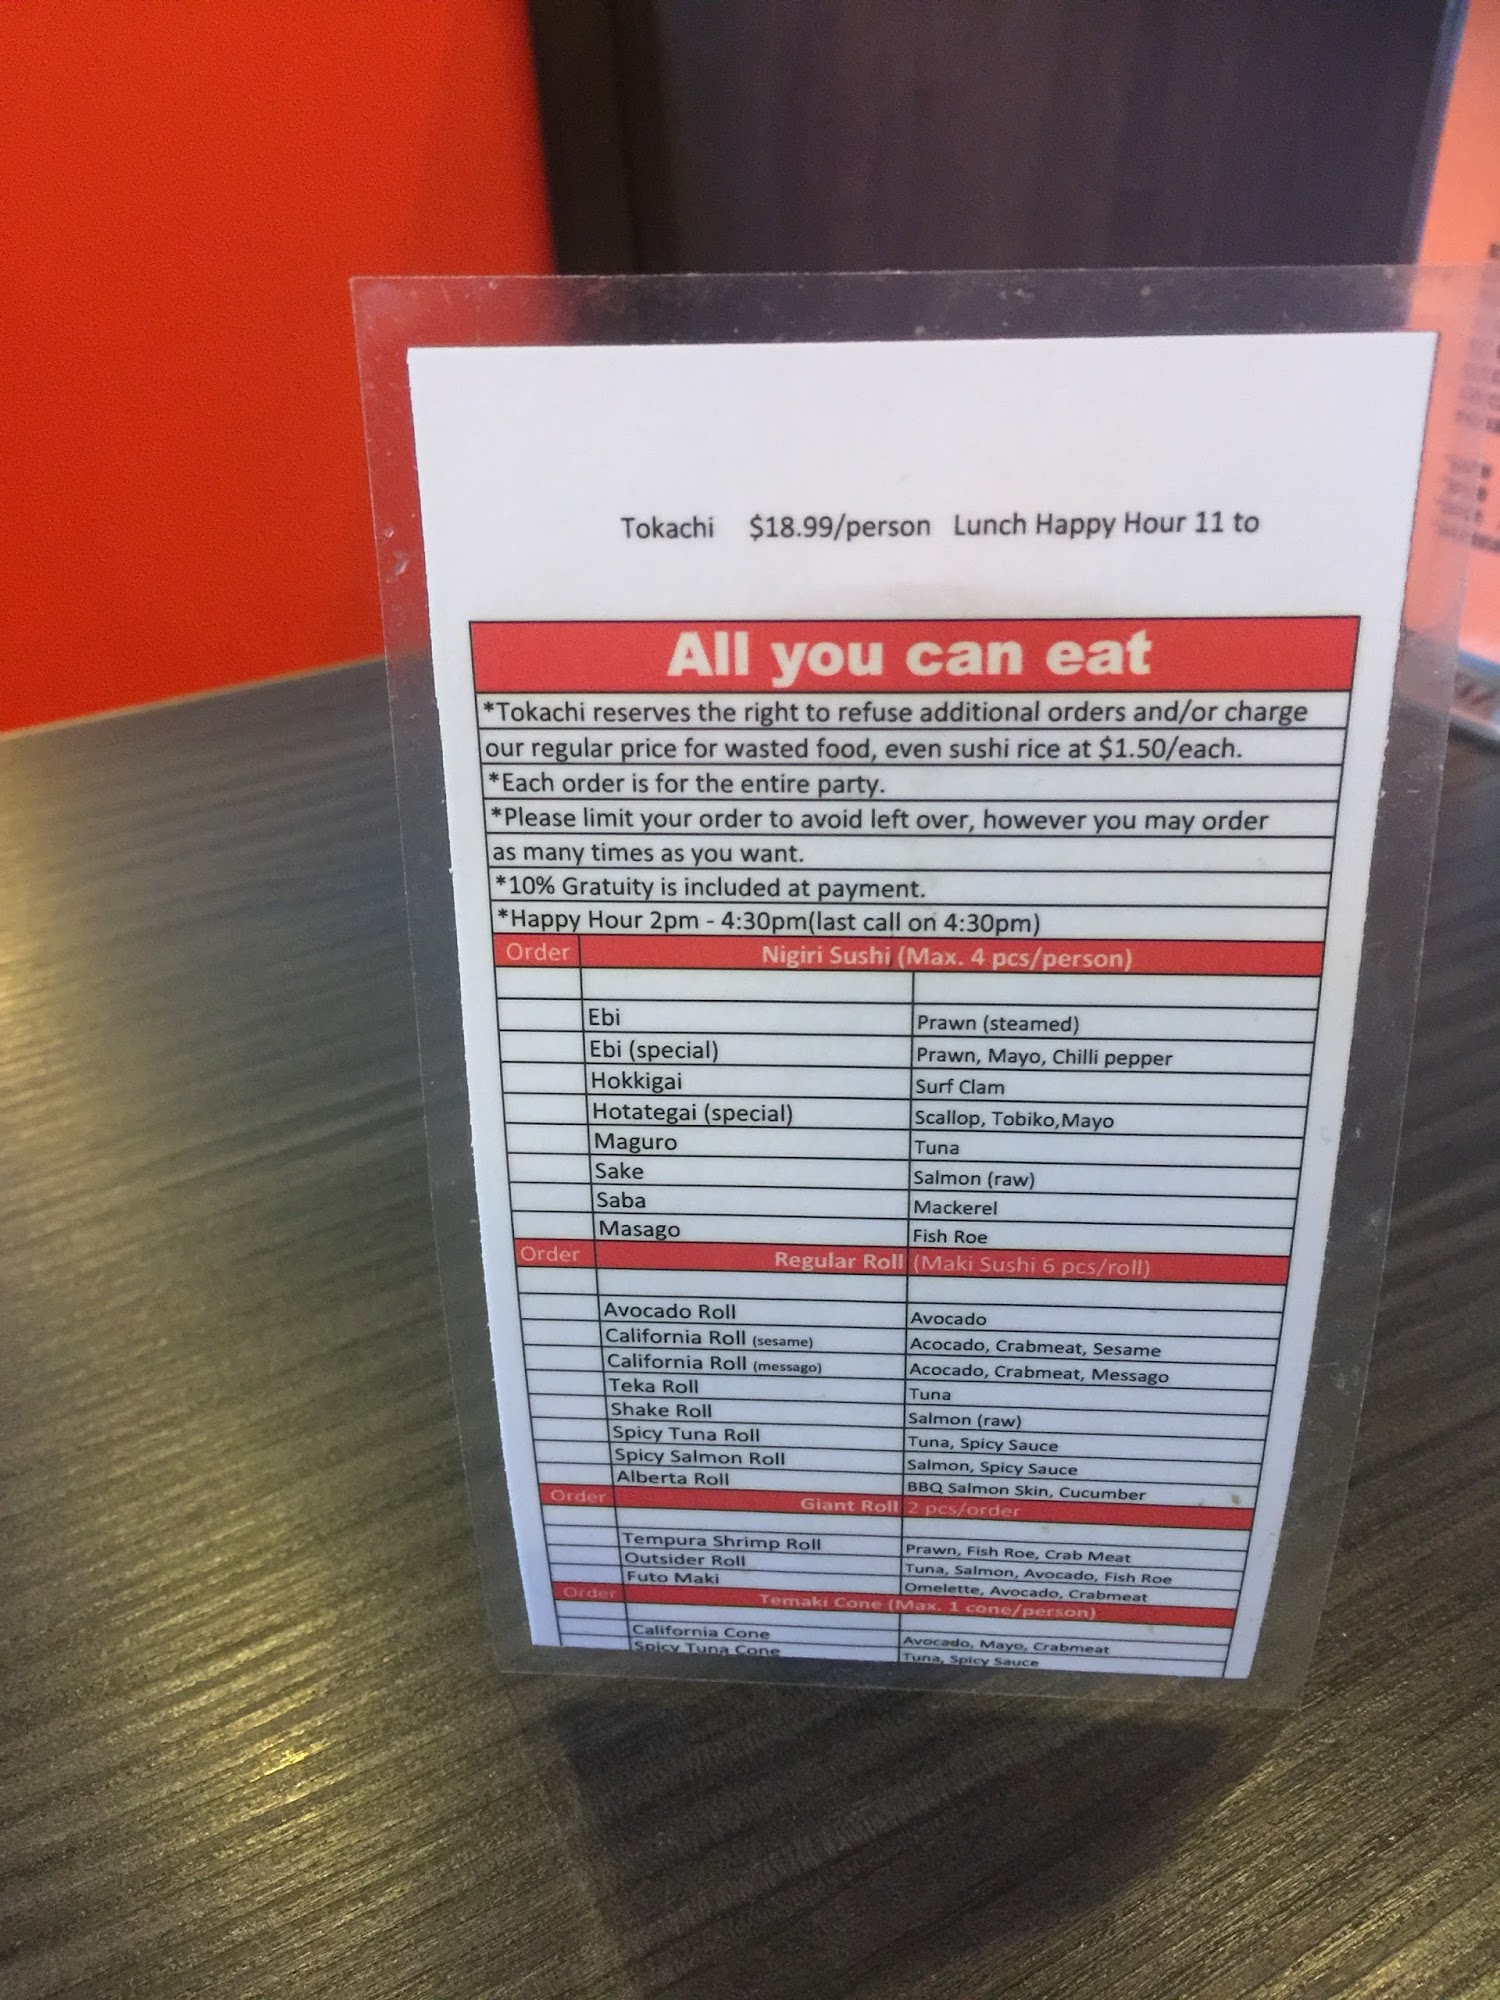 Tokachi $18.99/person Lunch Happy Hour 11 to
All you can eat
*Tokachi reserves the right to refuse additional orders and/or charge
our regular price for wasted food, even sushi rice at $1.50/each.
*Each order is for the entire party.
*Please limit your order to avoid left over, however you may order
as many times as you want.
*10% Gratuity is included at payment.
*Happy Hour 2pm - 4:30pm(last call on 4:30pm)
Order Nigiri Sushi (Max. 4 pcs/person)
Ebi Prawn (steamed)
Ebi (special) Prawn, Mayo, Chilli pepper
Hokkigai Surf Clam
Hotategai (special) Scallop, Tobiko,Mayo
Maguro Tuna
Sake Salmon (raw)
Saba Mackerel
Masago Fish Roe
Order Regular Roll (Maki Sushi 6 pcs/roll)
Avocado Roll Avocado
California Roll (sesame) Acocado, Crabmeat, Sesame
California Roll (messago) Acocado, Crabmeat, Messago
Teka Roll Tuna
Shake Roll Salmon (raw)
Spicy Tuna Roll Tuna, Spicy Sauce
Spicy Salmon Roll Salmon, Spicy Sauce
Alberta Roll BBQ Salmon Skin, Cucumber
Order Giant Roll 2 pcs/order
Tempura Shrimp Roll Prawn, Fish Roe, Crab Meat
Outsider Roll Tuna, Salmon, Avocado, Fish Roe
Futo Maki Omelette, Avocado, Crabmeat
Order Temaki Cone (Max. 1 cone/person)
California Cone Avocado, Mayo, Crabmeat
Spicy Tuna Cone Tuna, Spicy Sauce